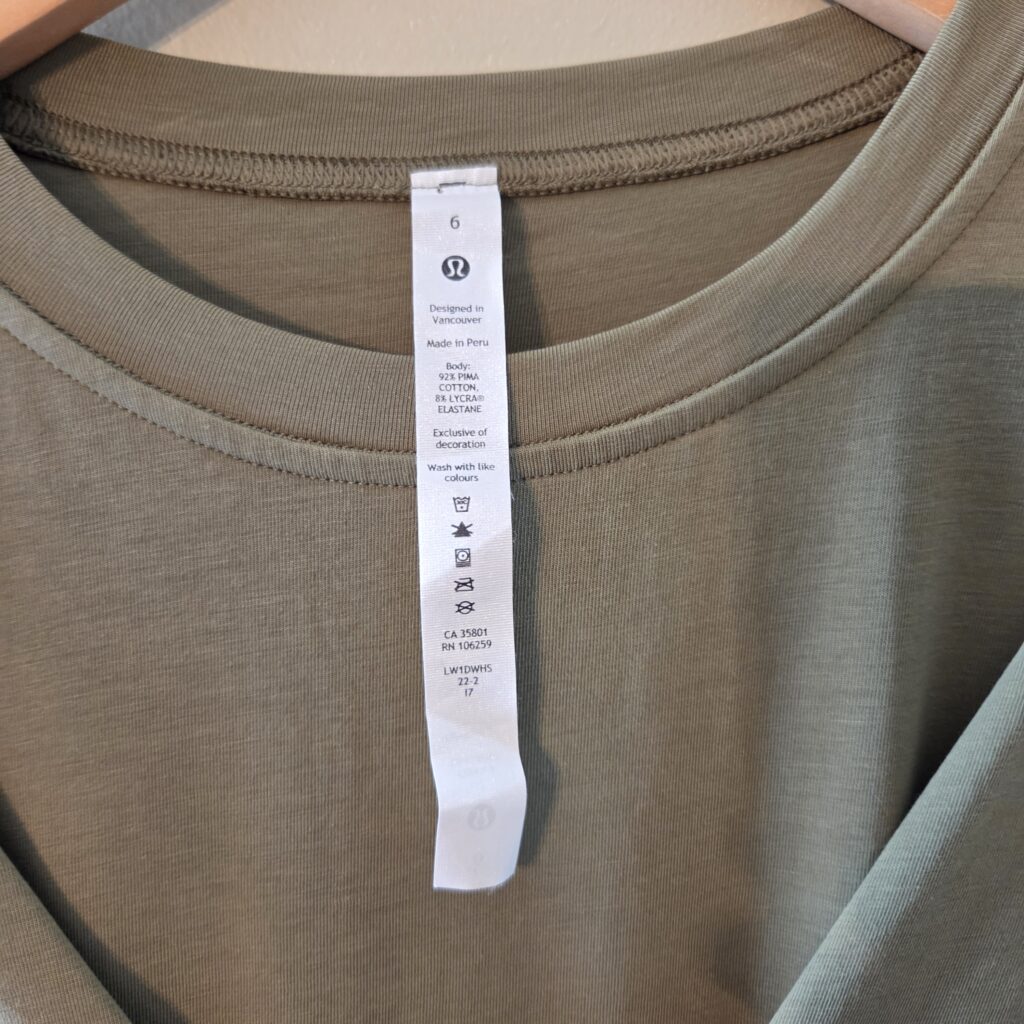 6
Designed in
Vancouver
Made in Peru
Body:
92% PIMA
COTTON,
8% LYCRA®
ELASTANE
Exclusive of
decoration
Wash with like
colours
CA 35801
RN 106259
LW1DWHS
22-2
I7